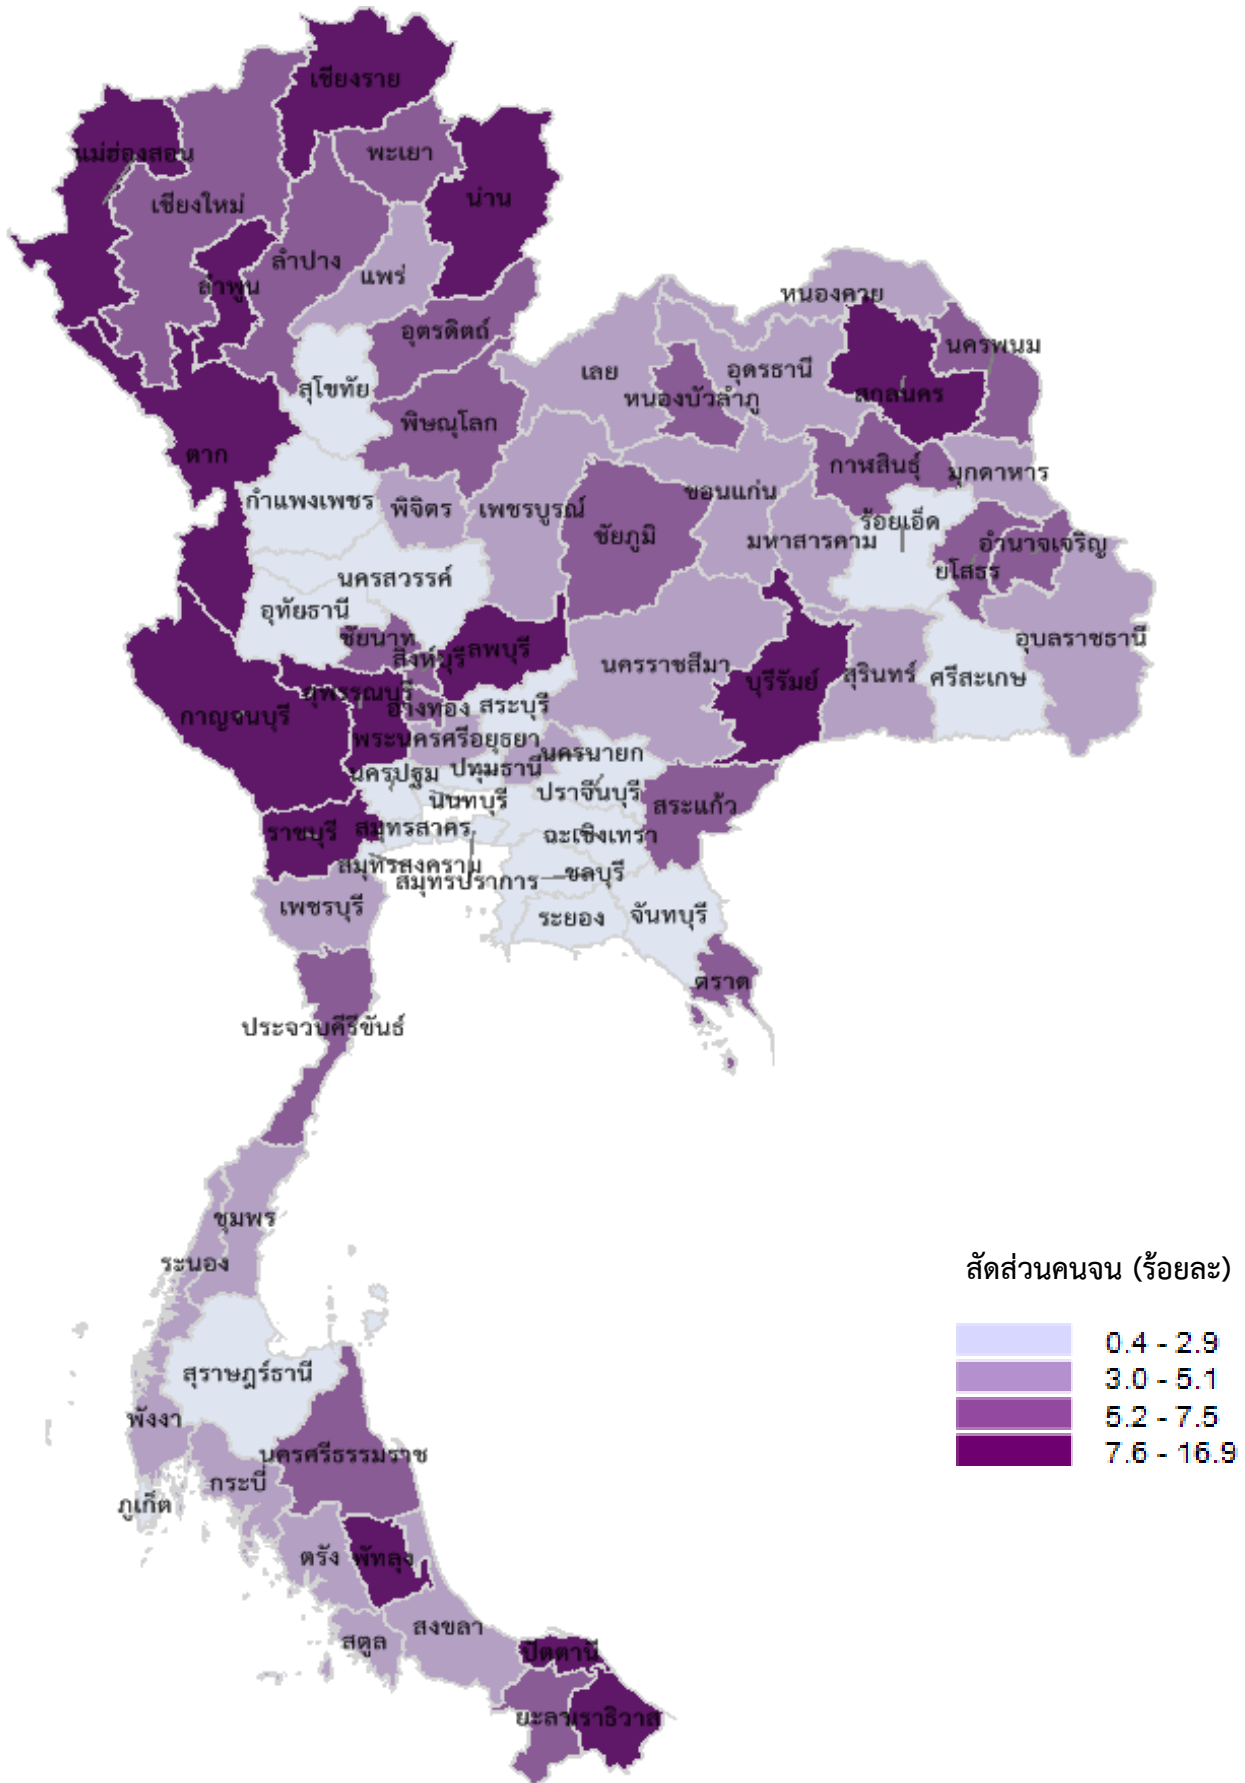 เชียงราย
แม่ฮ่องสอน
พะเยา
เชียงใหม่
น่าน
ลำปาง
แพร่
ลำพูน
หนองคาย
อุตรดิตถ์
นครพนม
เลย
อุดรธานี
สุโขทัย
หนองบัวลำภู
สกลนคร
พิษณุโลก
ตาก
กาฬสินธุ์
มุกดาหาร
ขอนแก่น
กำแพงเพชร
พิจิตร
เพชรบูรณ์
ร้อยเอ็ด
ชัยภูมิ
มหาสารคาม
อำนาจเจริญ
ยโสธร
นครสวรรค์
อุทัยธานี
ชัยนาท
อุบลราชธานี
ลพบุรี
สิงห์บุรี
นครราชสีมา
สุรินทร์
ศรีสะเกษ
บุรีรัมย์
สุพรรณบุรี
อ่างทอง
สระบุรี
กาญจนบุรี
พระนครศรีอยุธยา
นครนายก
นครปฐม
ปทุมธานี
ปราจีนบุรี
นนทบุรี
สระแก้ว
ราชบุรี
สมุทรสาคร
ฉะเชิงเทรา
สมุทรสงคราม
ชลบุรี
สมุทรปราการ
เพชรบุรี
ระยอง
จันทบุรี
ตราด
ประจวบคีรีขันธ์
ชุมพร
ระนอง
สัดส่วนคนจน (ร้อยละ)
0.4 - 2.9
3.0 - 5.1
5.2 - 7.5
7.6 - 16.9
สุราษฎร์ธานี
พังงา
นครศรีธรรมราช
กระบี่
ภูเก็ต
ตรัง
พัทลุง
สงขลา
สตูล
ปัตตานี
ยะลา
นราธิวาส